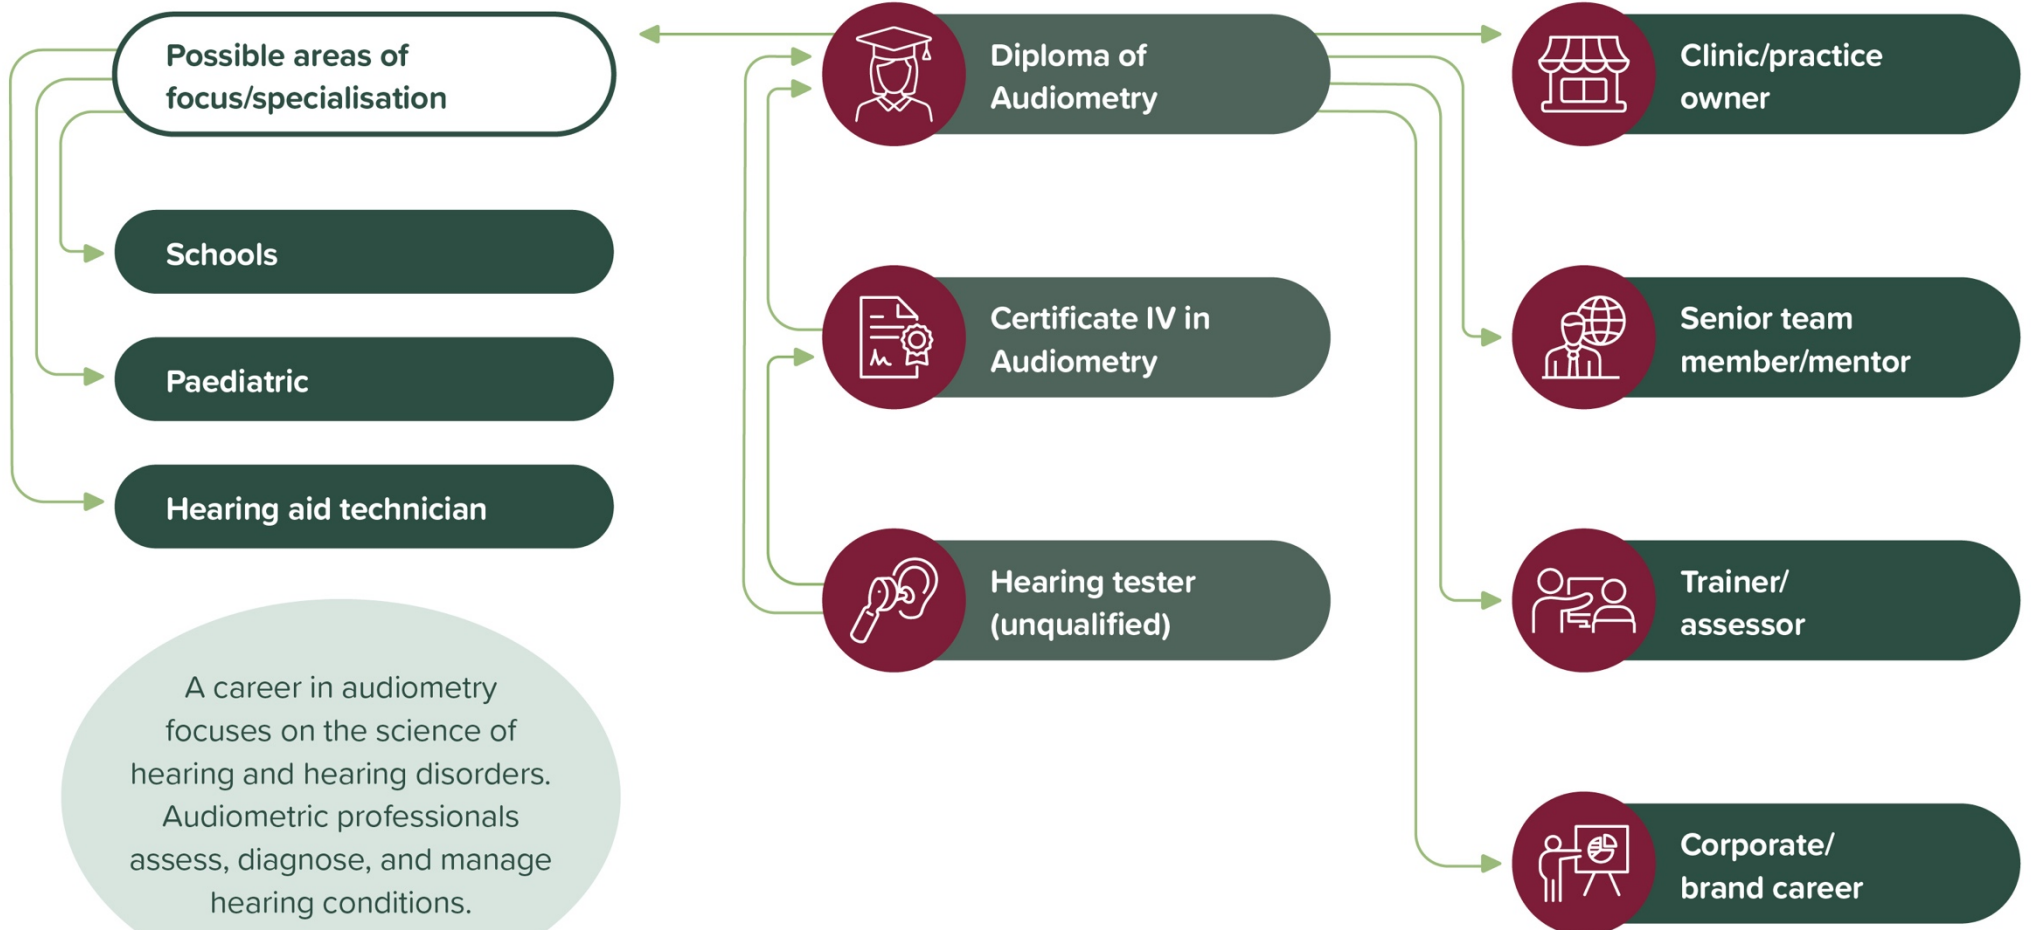 Possible areas of
focus/specialisation
Schools
Paediatric
Hearing aid technician
A career in audiometry
focuses on the science of
hearing and hearing disorders.
Audiometric professionals
assess, diagnose, and manage
hearing conditions.
Diploma of
Audiometry
Certificate IV in
Audiometry
Hearing tester
(unqualified)
Clinic/practice
owner
Senior team
member/mentor
Trainer/
assessor
Corporate/
brand career